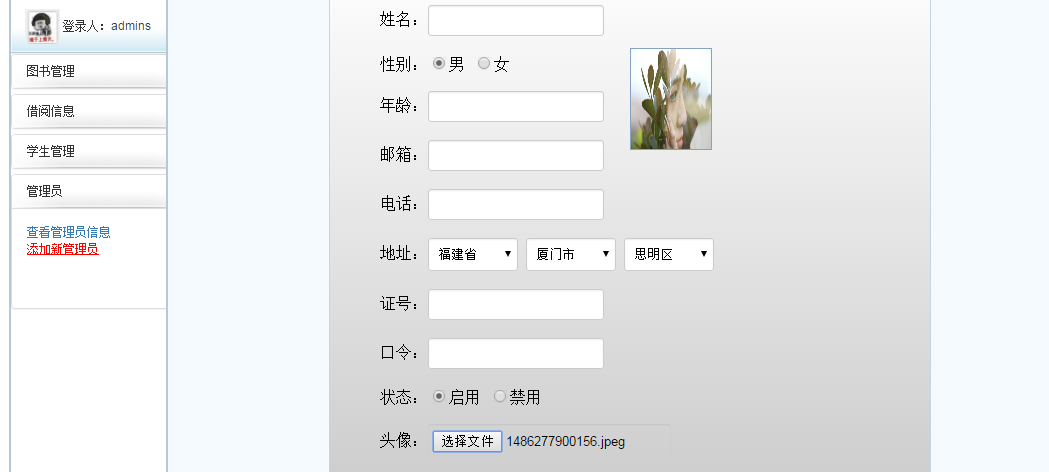 登录人：admins
图书管理
借阅信息
学生管理
管理员
查看管理员信息
添加新管理员
姓名：
性别： 男 女
年龄：
邮箱：
电话：
地址： 福建省 厦门市 思明区
证号：
口令：
状态： 启用 禁用
头像： 选择文件 1486277900156.jpeg